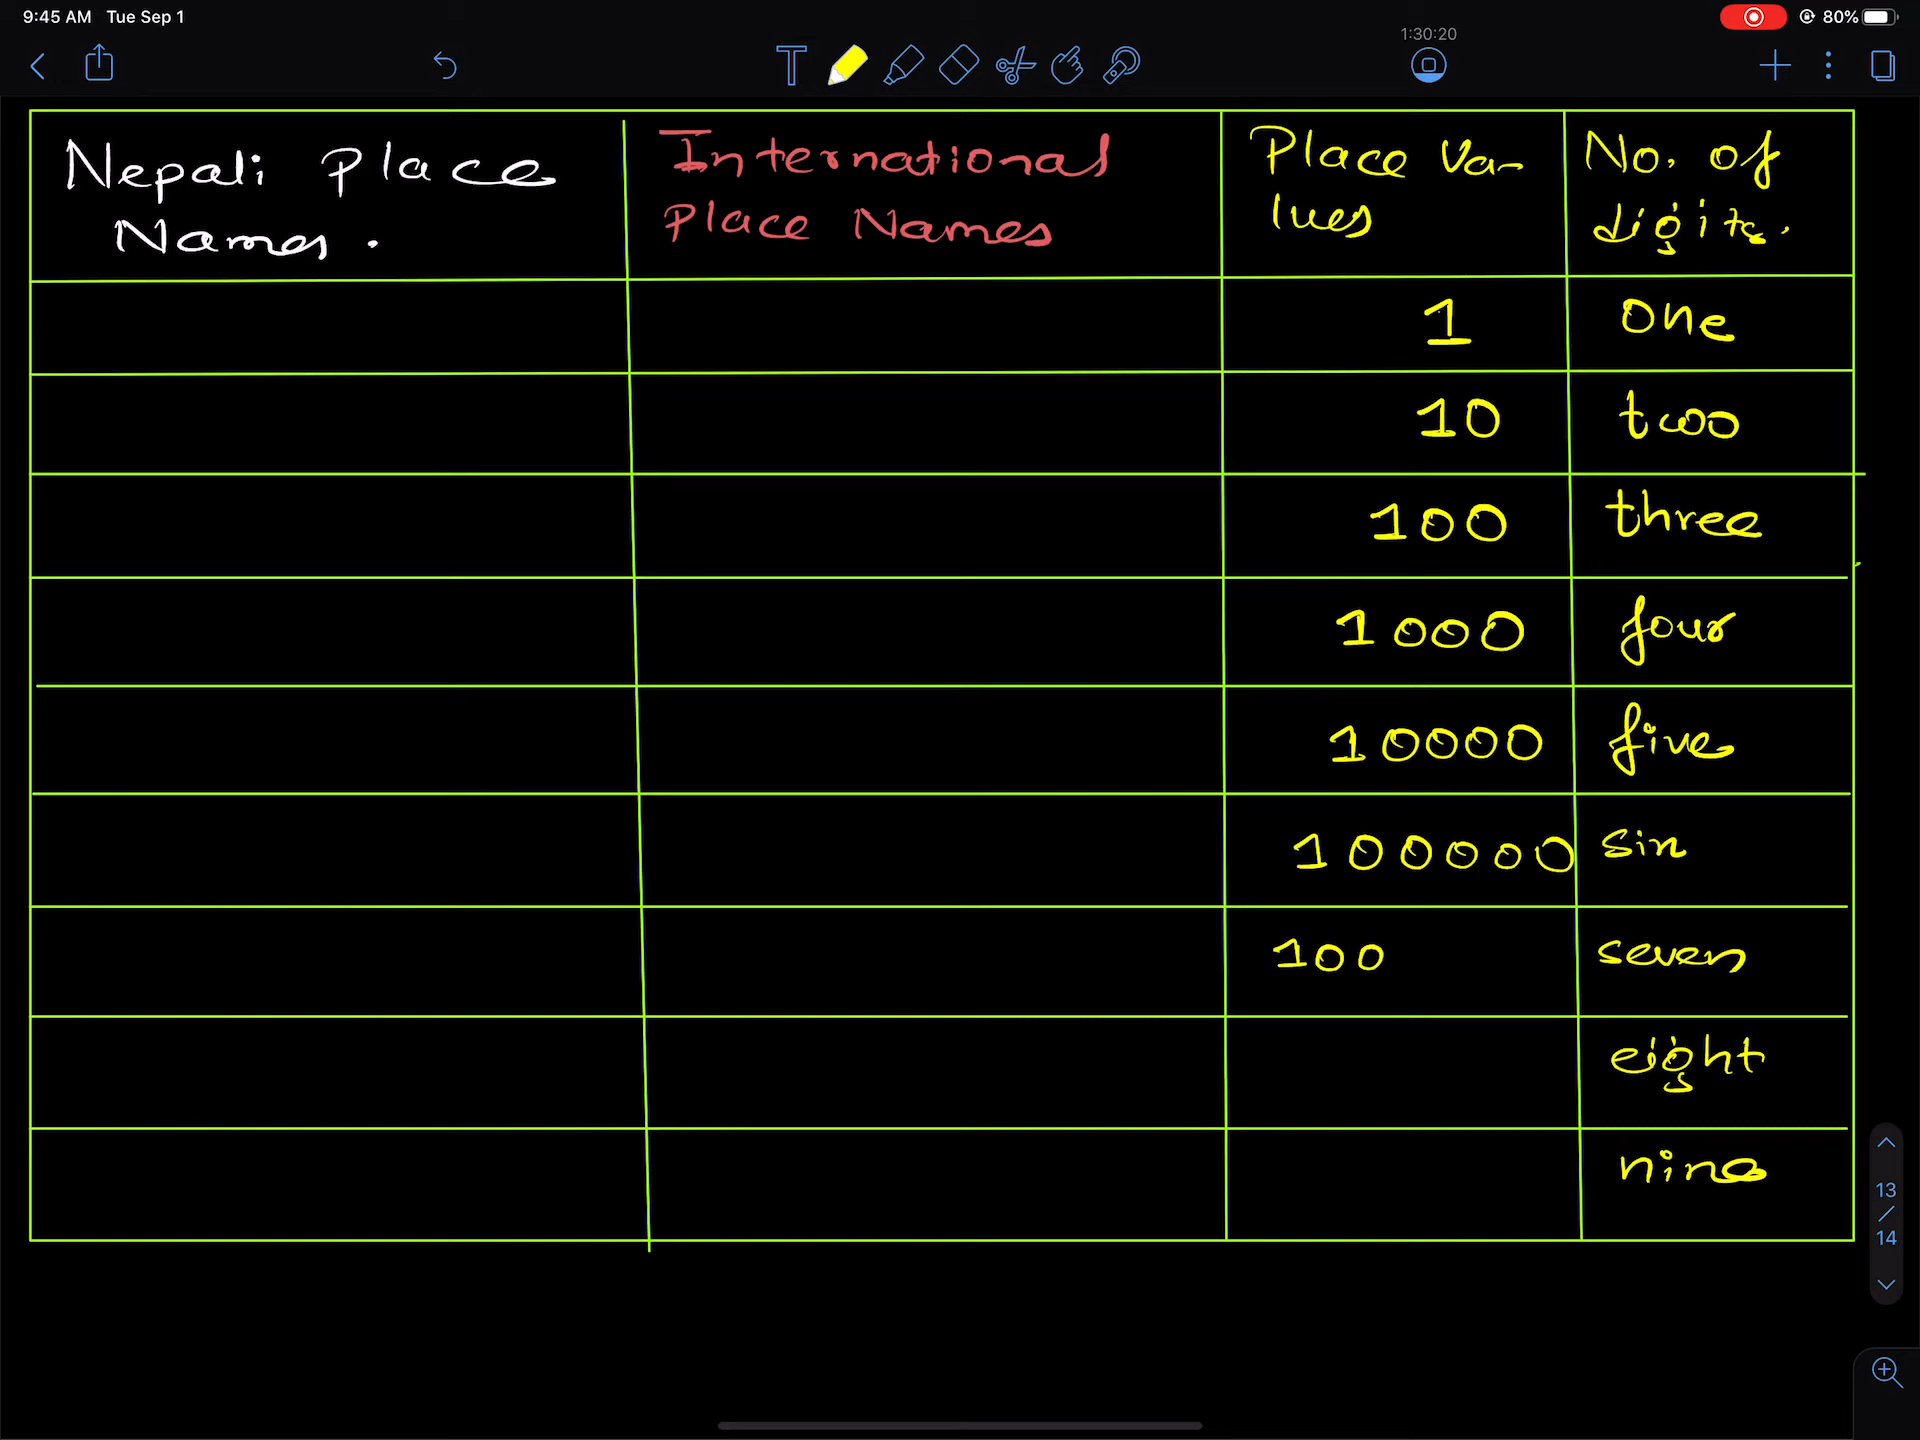 9:45 AM Tue Sep 1
80%
1:30:20
Nepali Place
Names.
International
Place Names
Place Va-
lues
No. of
digits.
1 one
10 two
100 three
1000 four
10000 five
100000 six
100 seven
eight
nine
13
/
14